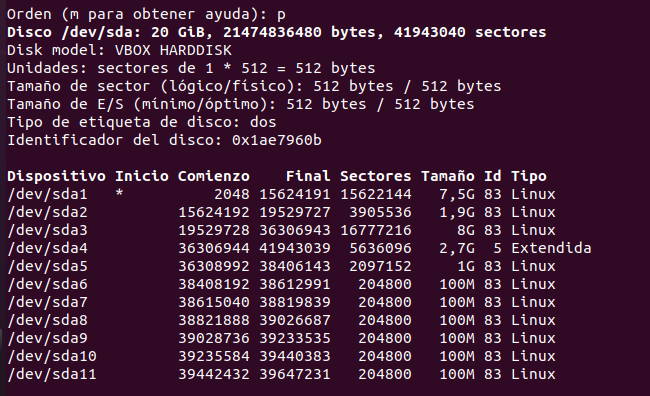 Orden (m para obtener ayuda): p
Disco /dev/sda: 20 GiB, 21474836480 bytes, 41943040 sectores
Disk model: VBOX HARDDISK
Unidades: sectores de 1 * 512 = 512 bytes
Tamaño de sector (lógico/físico): 512 bytes / 512 bytes
Tamaño de E/S (mínimo/óptimo): 512 bytes / 512 bytes
Tipo de etiqueta de disco: dos
Identificador del disco: 0x1ae7960b

Dispositivo Inicio Comienzo    Final Sectores Tamaño Id Tipo
/dev/sda1   *          2048 15624191 15622144   7,5G 83 Linux
/dev/sda2          15624192 19529727  3905536   1,9G 83 Linux
/dev/sda3          19529728 36306943 16777216     8G 83 Linux
/dev/sda4          36306944 41943039  5636096   2,7G  5 Extendida
/dev/sda5          36308992 38406143  2097152     1G 83 Linux
/dev/sda6          38408192 38612991   204800   100M 83 Linux
/dev/sda7          38615040 38819839   204800   100M 83 Linux
/dev/sda8          38821888 39026687   204800   100M 83 Linux
/dev/sda9          39028736 39233535   204800   100M 83 Linux
/dev/sda10         39235584 39440383   204800   100M 83 Linux
/dev/sda11         39442432 39647231   204800   100M 83 Linux